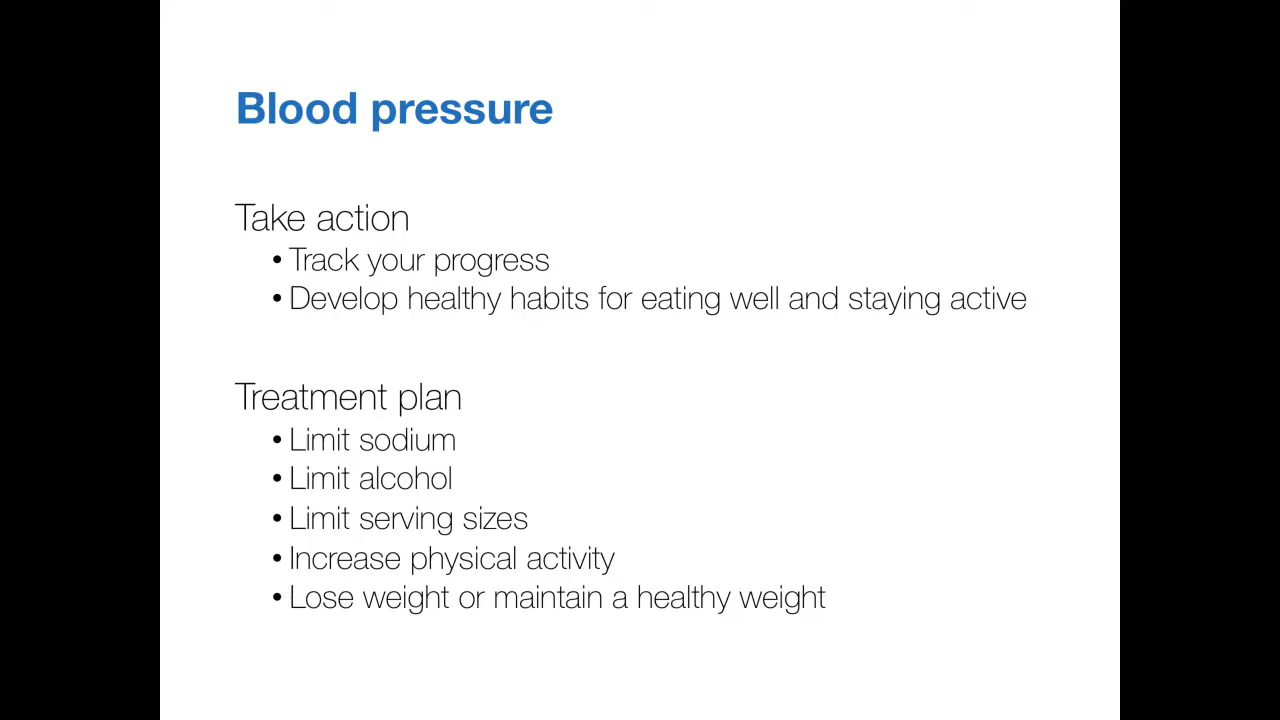 Blood pressure
Take action
• Track your progress
• Develop healthy habits for eating well and staying active
Treatment plan
• Limit sodium
• Limit alcohol
• Limit serving sizes
• Increase physical activity
• Lose weight or maintain a healthy weight